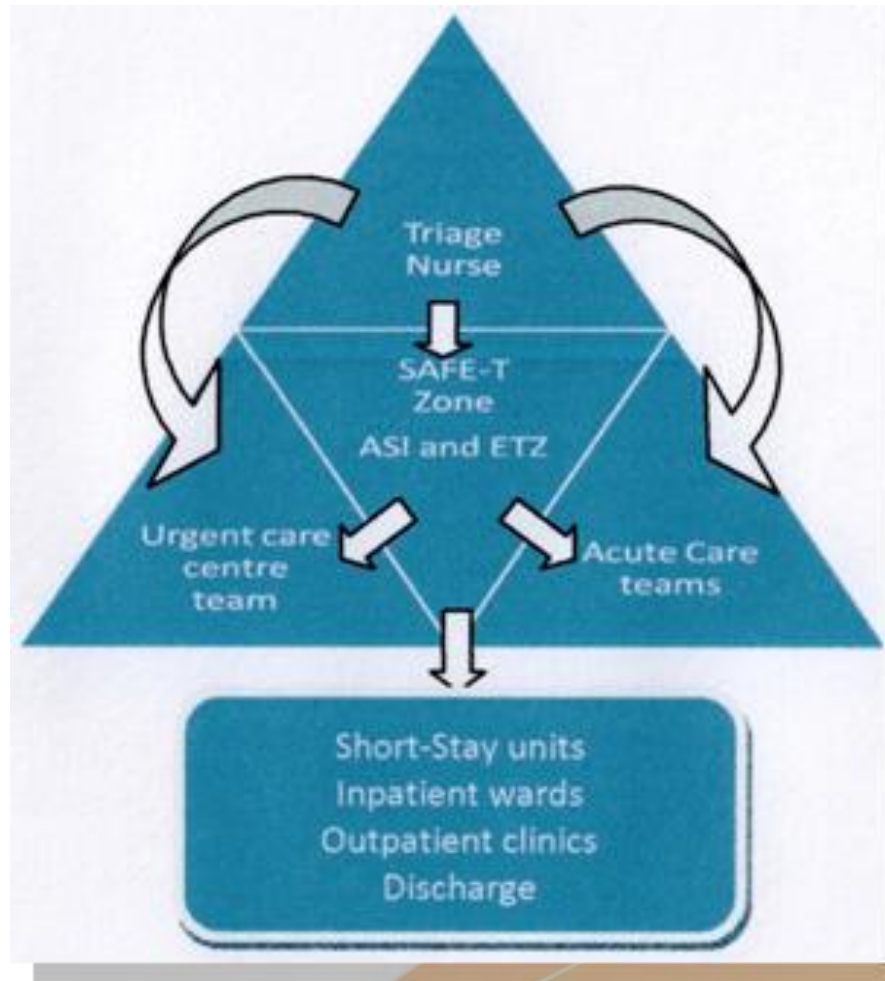 Triage
Nurse
SAFE-T
Zone
ASI and ETZ
Urgent care
centre
team
Acute Care
teams
Short-Stay units
Inpatient wards
Outpatient clinics
Discharge